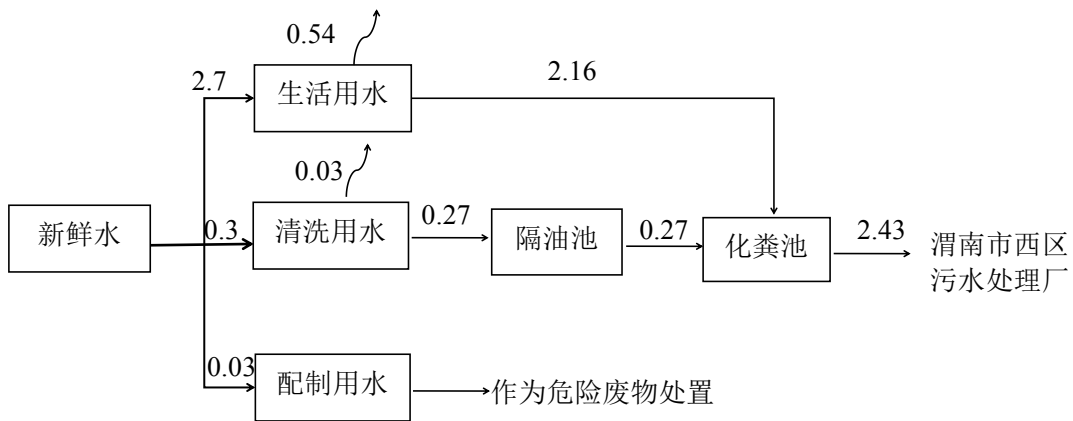 0.54
2.7
生活用水
2.16
0.03
新鲜水
0.3
清洗用水
0.27
隔油池
0.27
化粪池
2.43
渭南市西区
污水处理厂
0.03
配制用水
作为危险废物处置